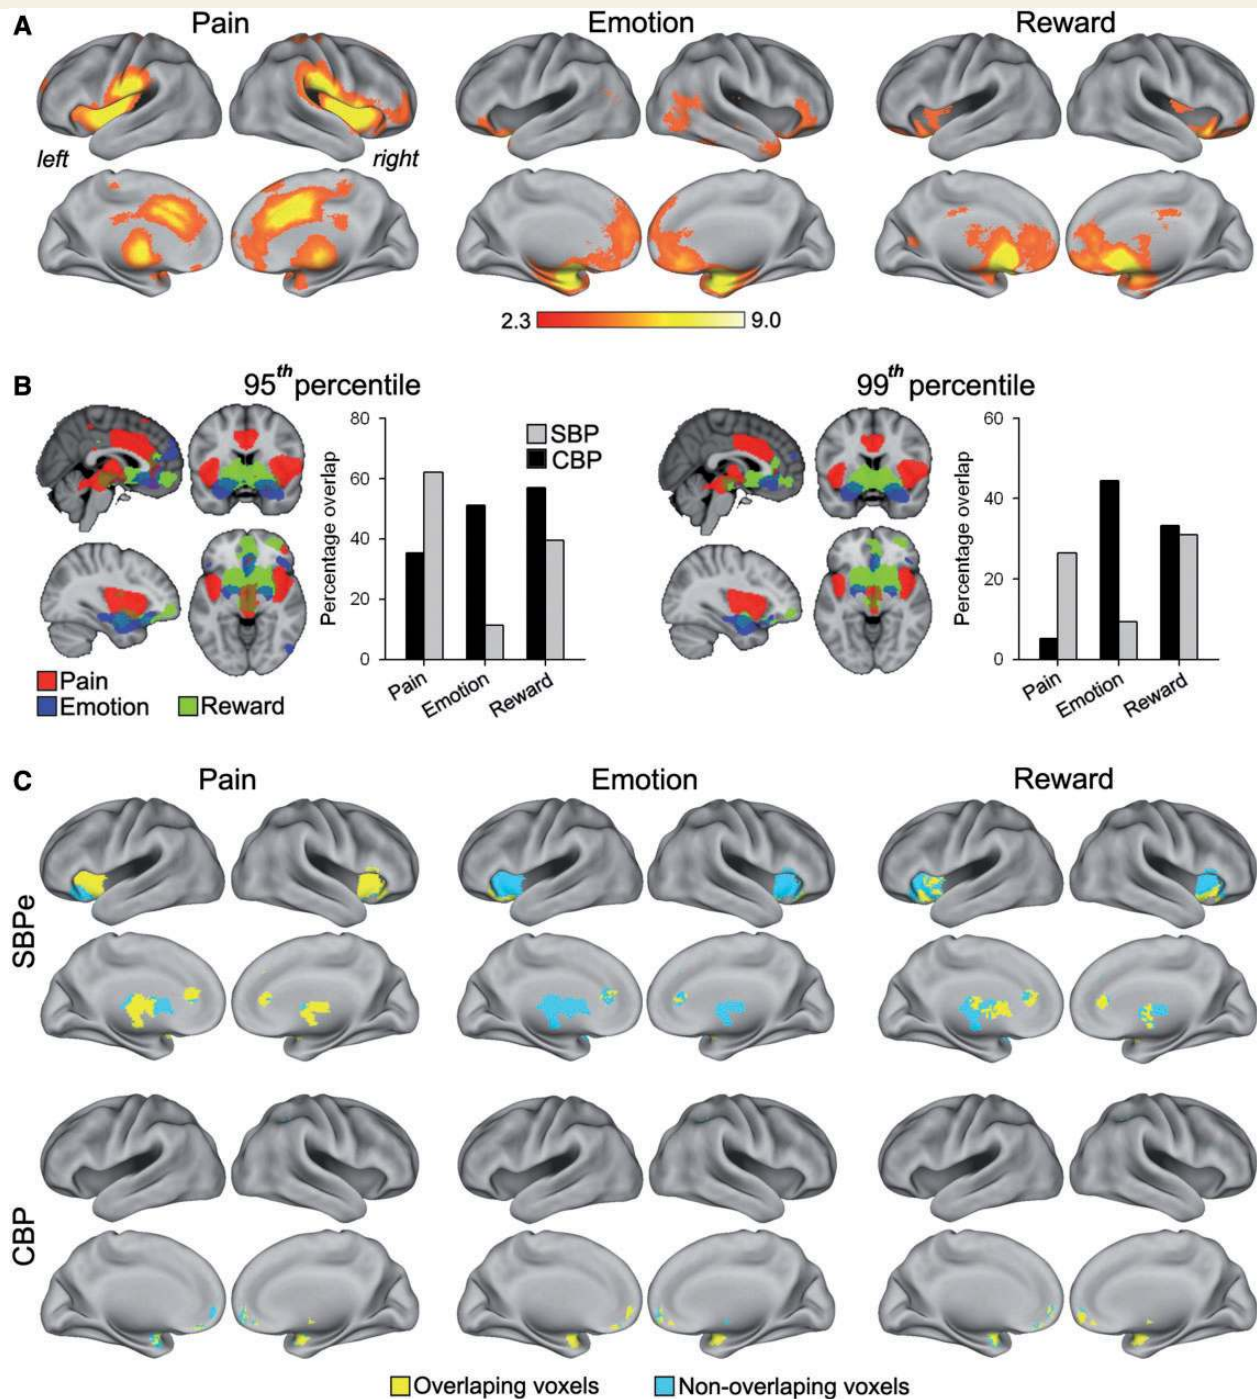 A
Pain
Emotion
Reward
left
right
2.3
9.0
B
95th percentile
99th percentile
80
60
40
20
0
Percentage overlap
SBP
CBP
Pain
Emotion
Reward
60
40
20
0
Percentage overlap
Pain
Emotion
Reward
Pain
Emotion
Reward
C
Pain
Emotion
Reward
SBPe
CBP
Overlaping voxels
Non-overlaping voxels